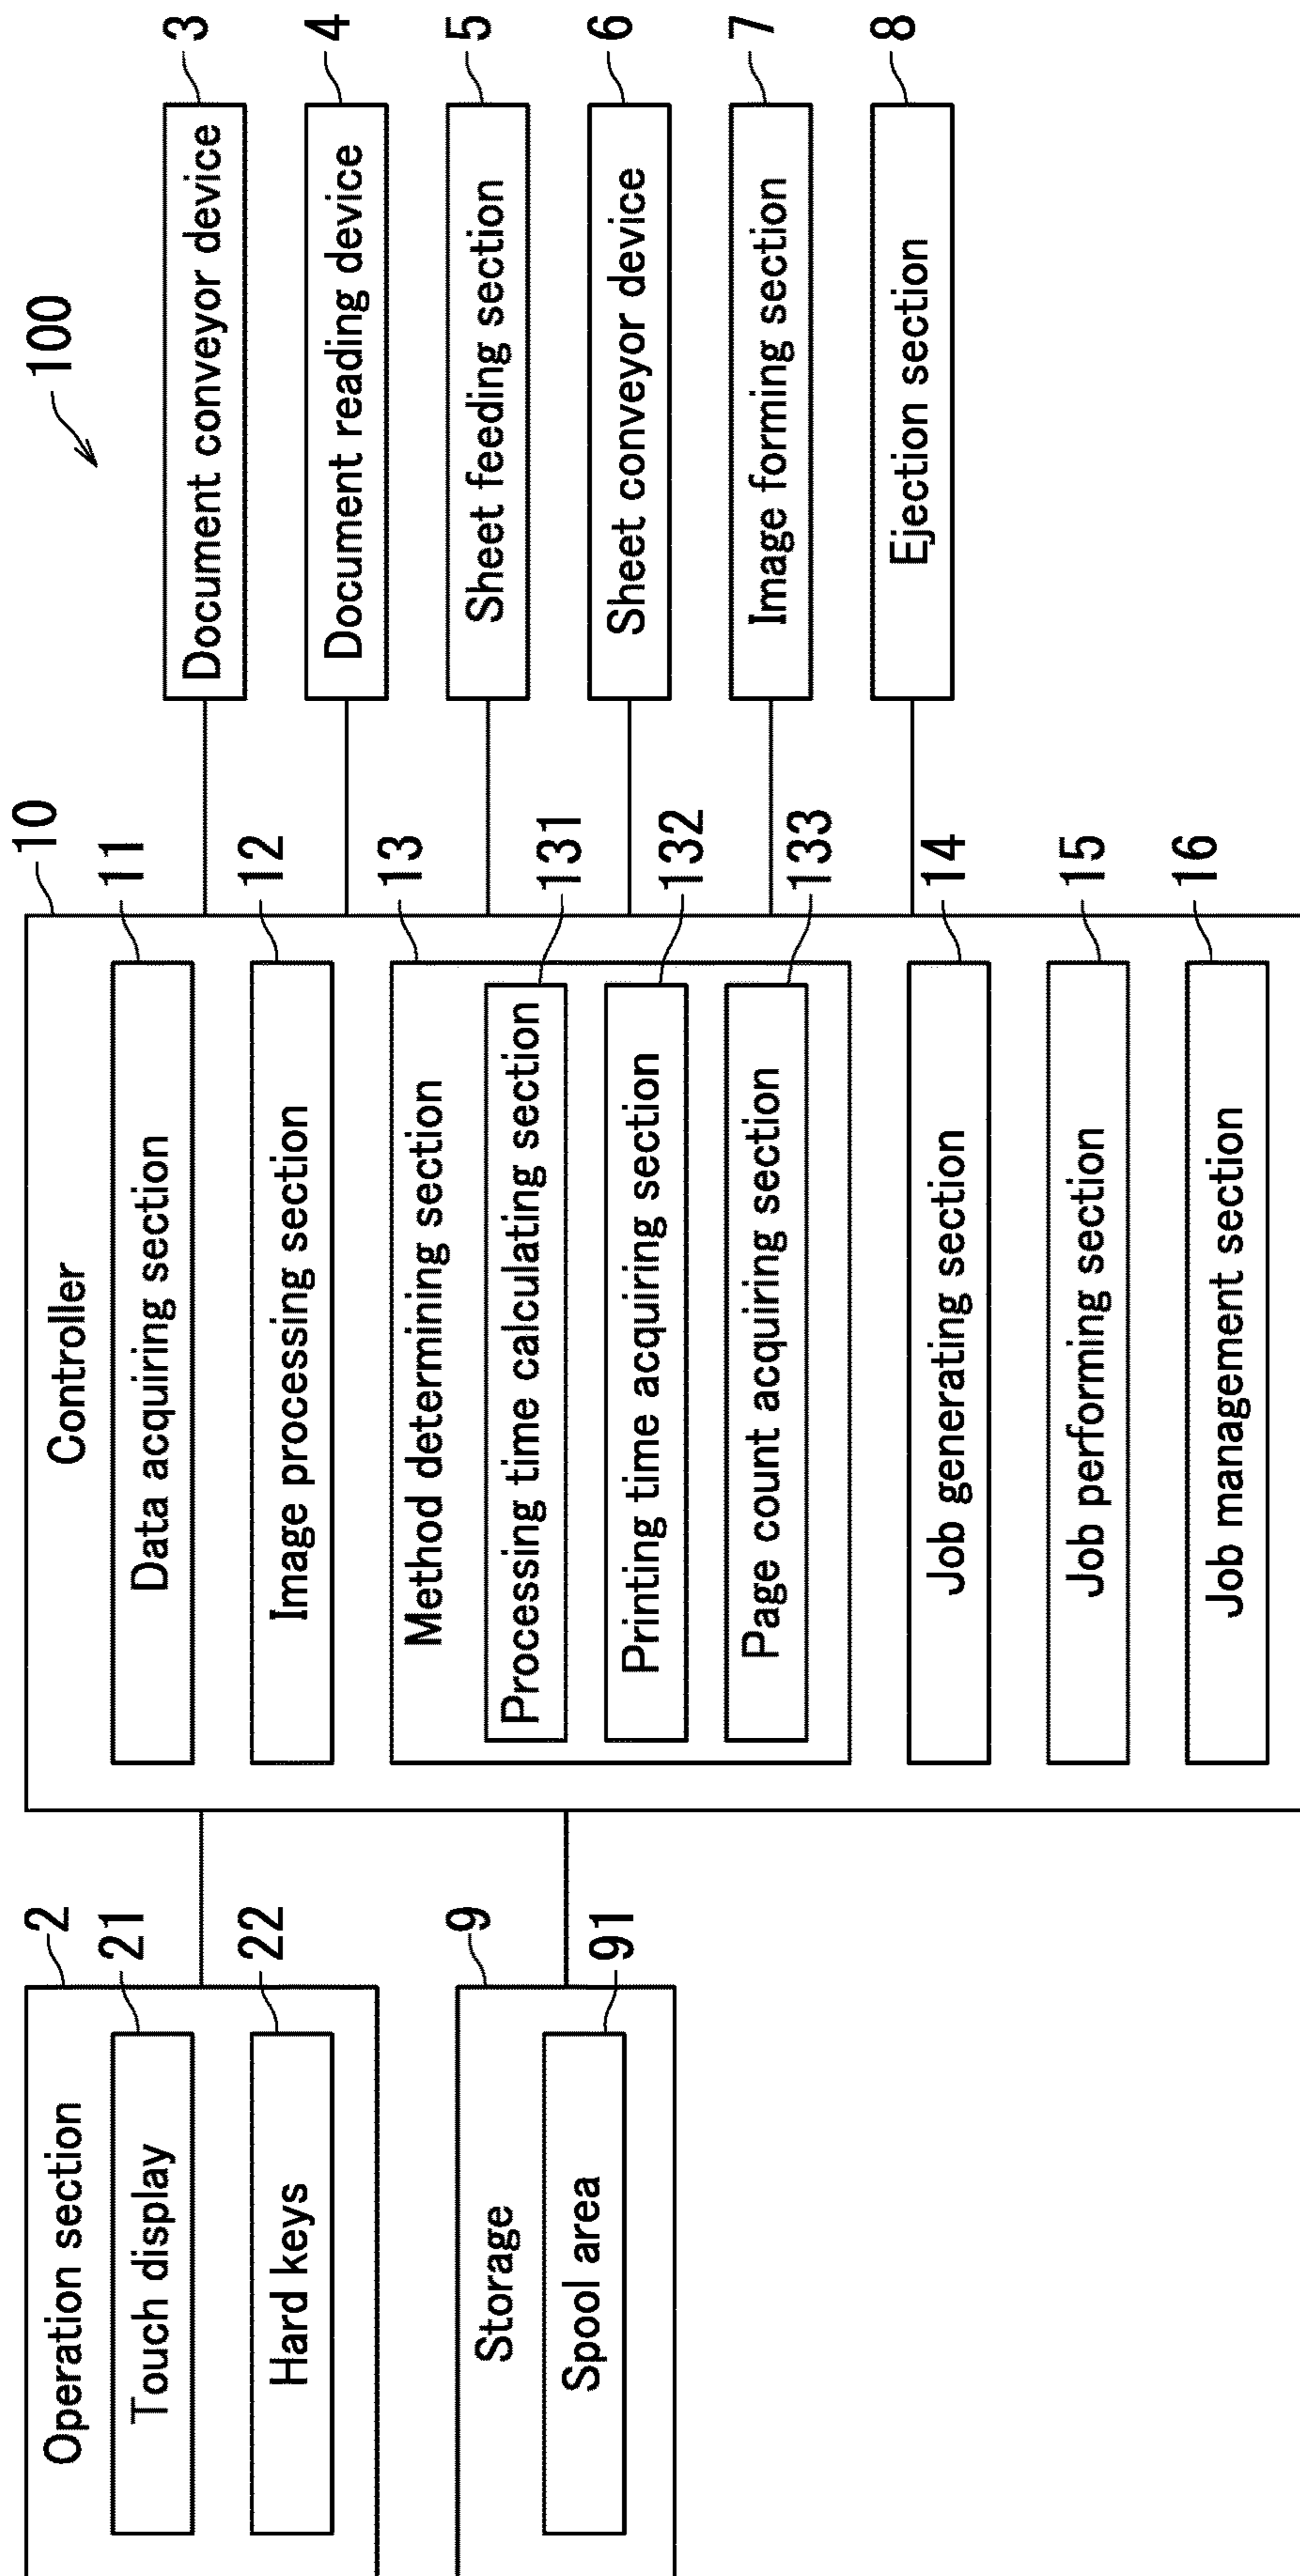 100
2
Operation section
21
Touch display
22
Hard keys
9
Storage
91
Spool area
10
Controller
11
Data acquiring section
12
Image processing section
13
Method determining section
131
Processing time calculating section
132
Printing time acquiring section
133
Page count acquiring section
14
Job generating section
15
Job performing section
16
Job management section
3
Document conveyor device
4
Document reading device
5
Sheet feeding section
6
Sheet conveyor device
7
Image forming section
8
Ejection section